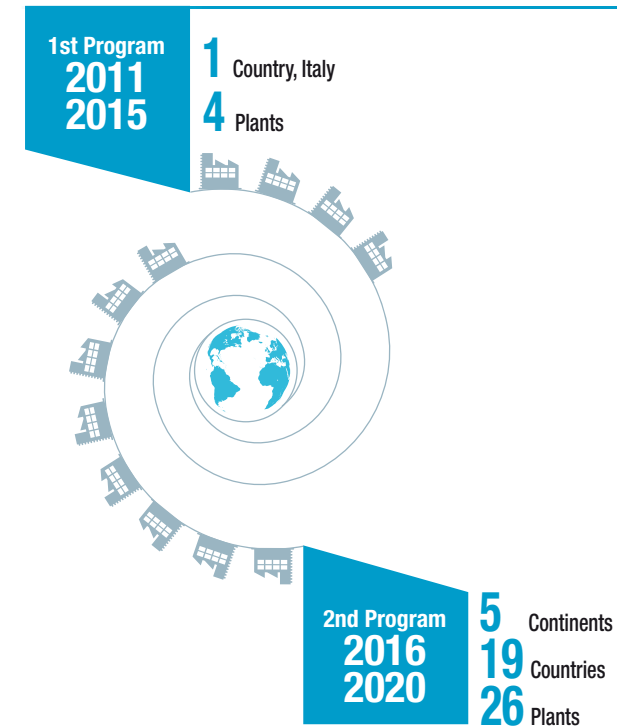 1st Program
2011
2015
1 Country, Italy
4 Plants
2nd Program
2016
2020
5 Continents
19 Countries
26 Plants